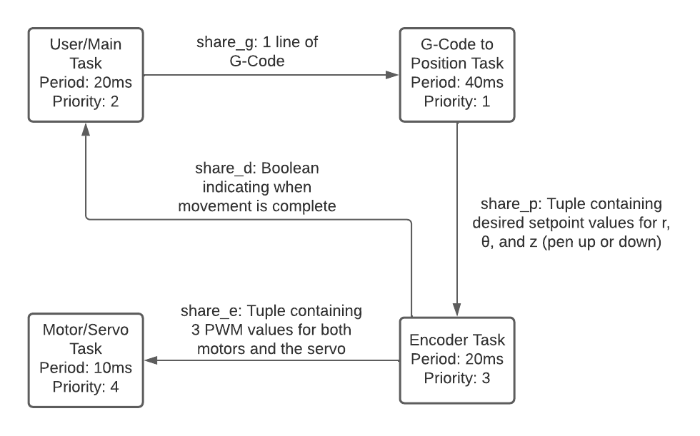 User/Main
Task
Period: 20ms
Priority: 2
share_g: 1 line of
G-Code
G-Code to
Position Task
Period: 40ms
Priority: 1
share_d: Boolean
indicating when
movement is complete
share_p: Tuple containing
desired setpoint values for r,
θ, and z (pen up or down)
Motor/Servo
Task
Period: 10ms
Priority: 4
share_e: Tuple containing
3 PWM values for both
motors and the servo
Encoder Task
Period: 20ms
Priority: 3